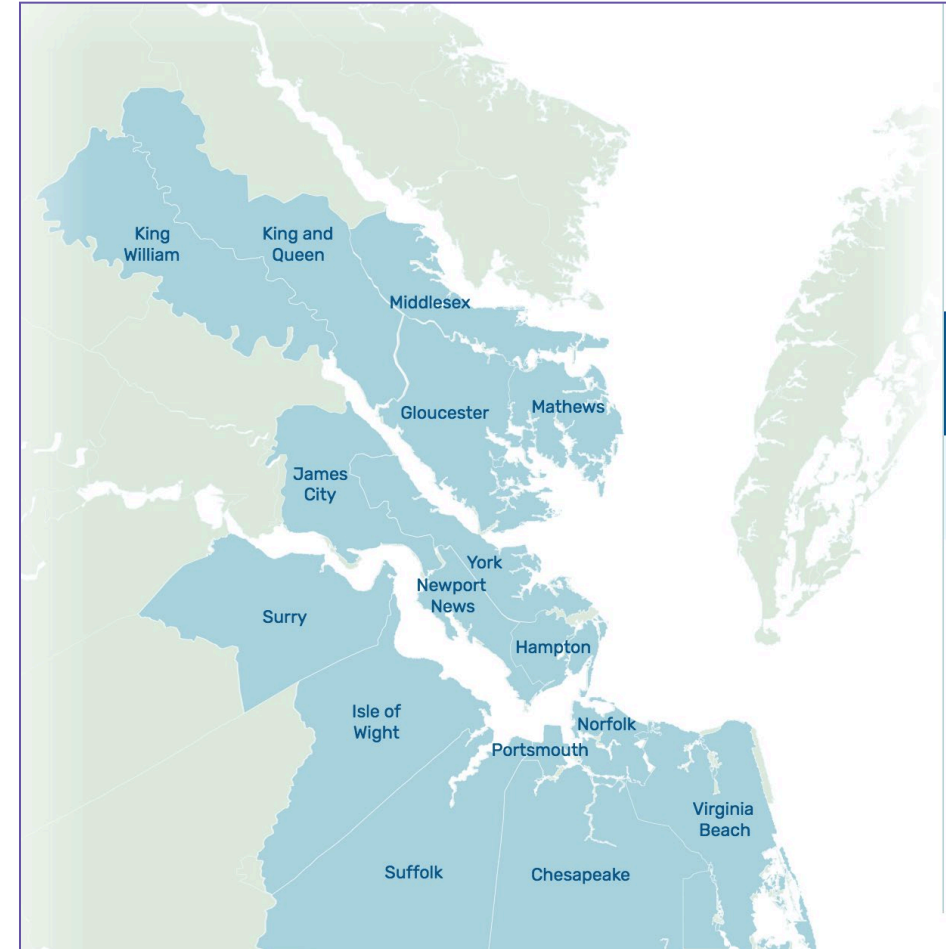 King
William
King and
Queen
Middlesex
Gloucester
Mathews
James
City
York
Newport
News
Surry
Hampton
Isle of
Wight
Norfolk
Portsmouth
Virginia
Beach
Suffolk
Chesapeake